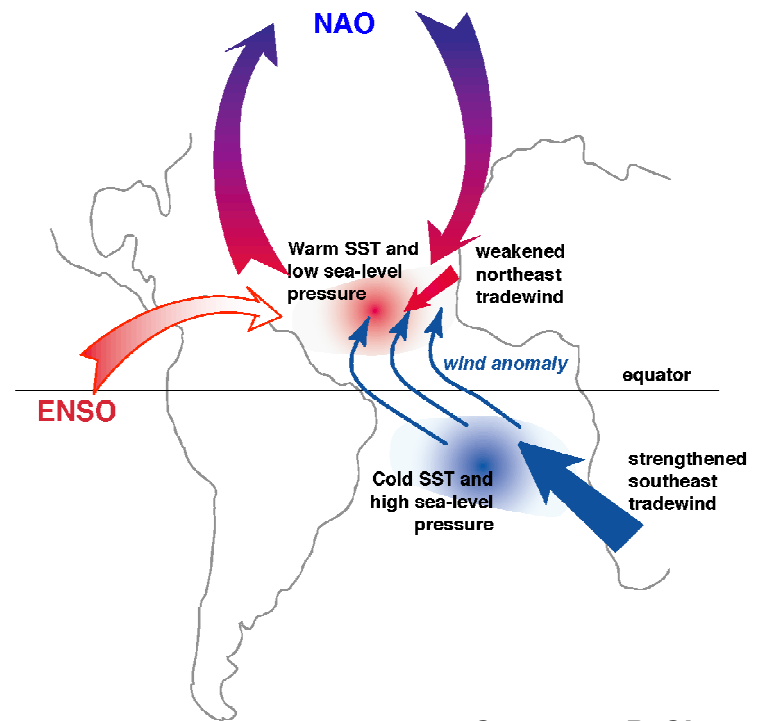 NAO
Warm SST and
low sea-level
pressure
weakened
northeast
tradewind
wind anomaly
equator
ENSO
Cold SST and
high sea-level
pressure
strengthened
southeast
tradewind